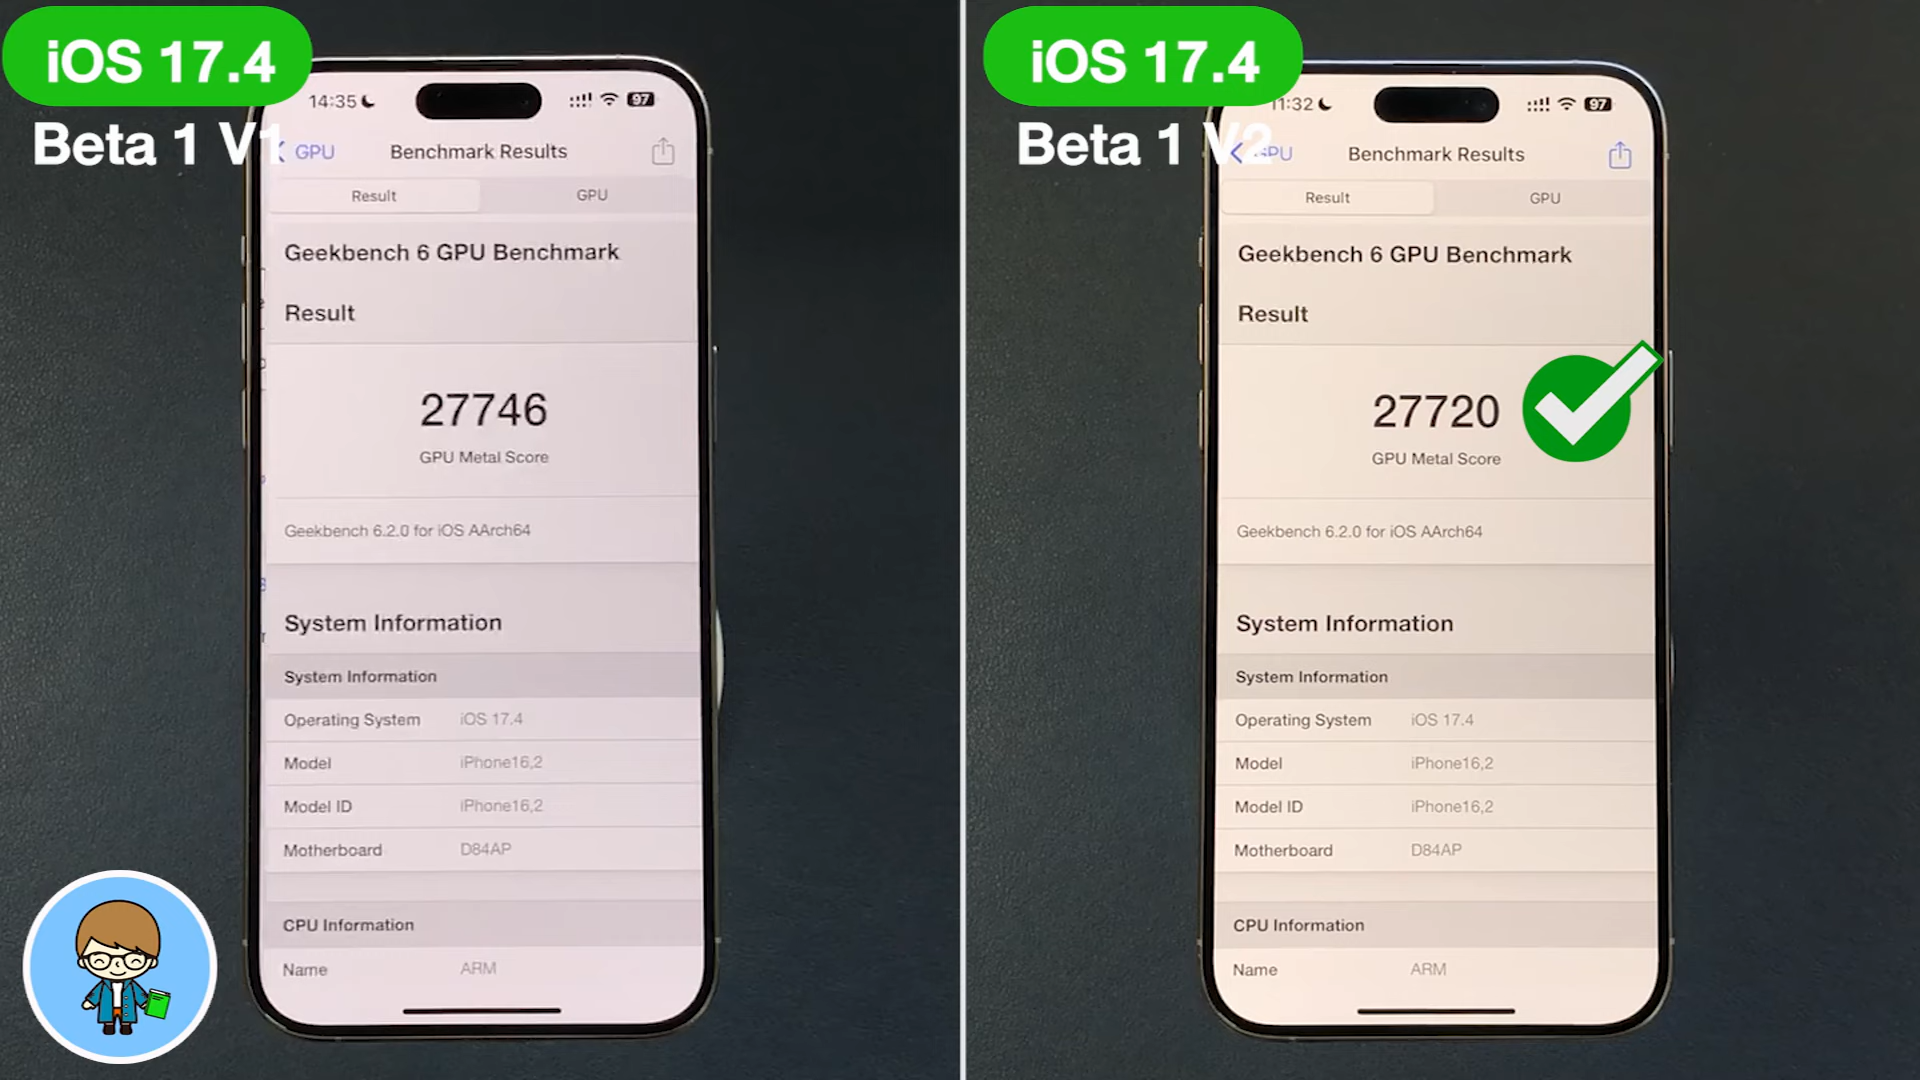 iOS 17.4
Beta 1 V1
14:35
97
GPU
Benchmark Results
Result
GPU
Geekbench 6 GPU Benchmark
Result
27746
GPU Metal Score
Geekbench 6.2.0 for iOS AArch64
System Information
System Information
Operating System iOS 17.4
Model iPhone16,2
Model ID iPhone16,2
Motherboard D84AP
CPU Information
Name ARM
iOS 17.4
Beta 1 V2
11:32
97
GPU
Benchmark Results
Result
GPU
Geekbench 6 GPU Benchmark
Result
27720
GPU Metal Score
Geekbench 6.2.0 for iOS AArch64
System Information
System Information
Operating System iOS 17.4
Model iPhone16,2
Model ID iPhone16,2
Motherboard D84AP
CPU Information
Name ARM